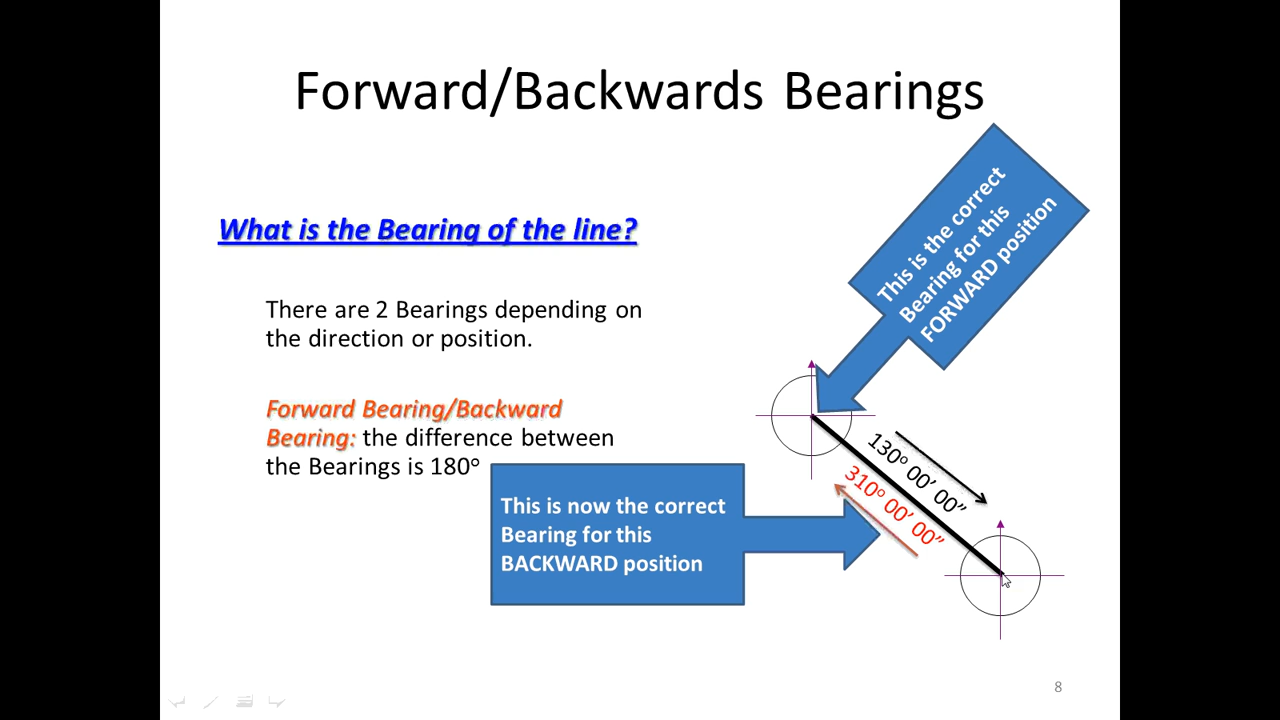 Forward/Backwards Bearings
What is the Bearing of the line?
There are 2 Bearings depending on
the direction or position.
Forward Bearing/Backward
Bearing: the difference between
the Bearings is 180º
This is the correct
Bearing for this
FORWARD position
130º 00’ 00”
310º 00’ 00”
This is now the correct
Bearing for this
BACKWARD position
8